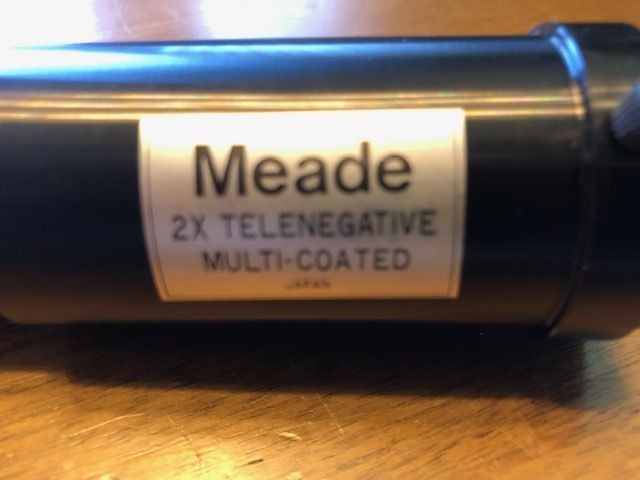 Meade
2X TELENEGATIVE
MULTI-COATED
JAPAN